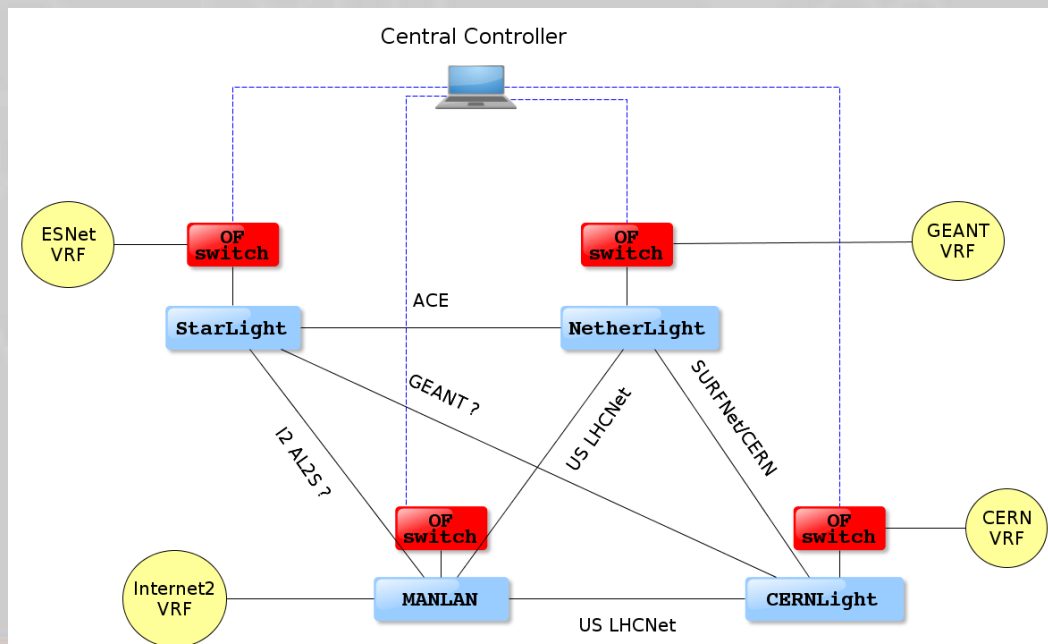 Central Controller
ESNet
VRF
OF
switch
OF
switch
GEANT
VRF
ACE
StarLight
NetherLight
GEANT ?
SURFNet/CERN
US LHCNet
I2 AL2S ?
OF
switch
OF
switch
CERN
VRF
Internet2
VRF
MANLAN
CERNLight
US LHCNet